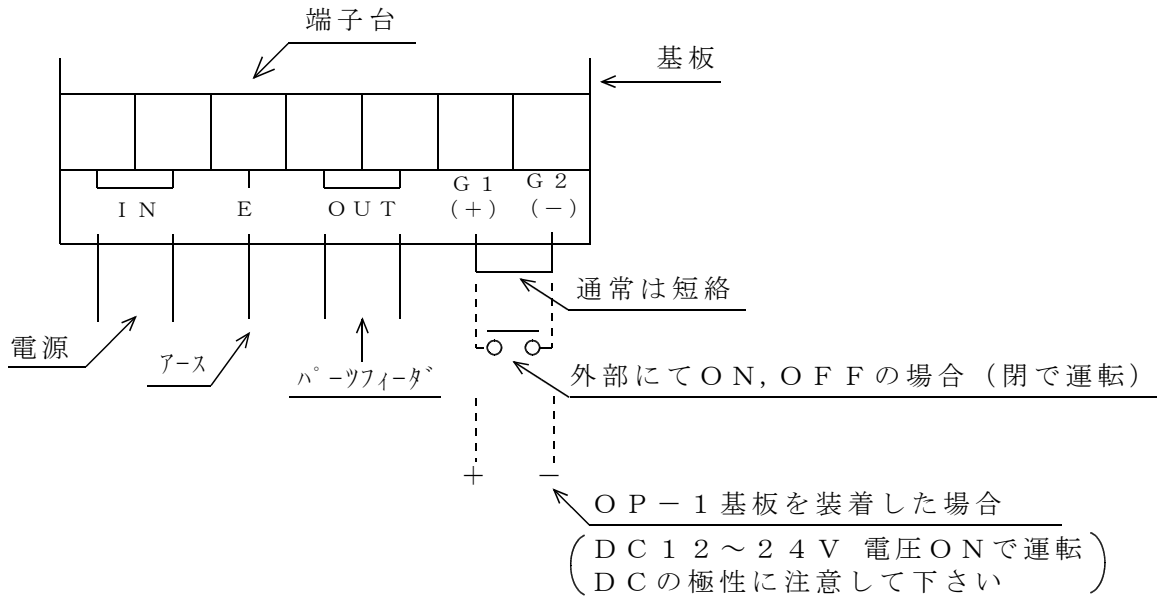 端子台
基板
IN
E
OUT
G1
(+)
G2
(−)
通常は短絡
電源
アース
パーツフィーダ
外部にてON,OFFの場合（閉で運転）
+
−
OP−1基板を装着した場合
DC12～24V 電圧ONで運転
DCの極性に注意して下さい